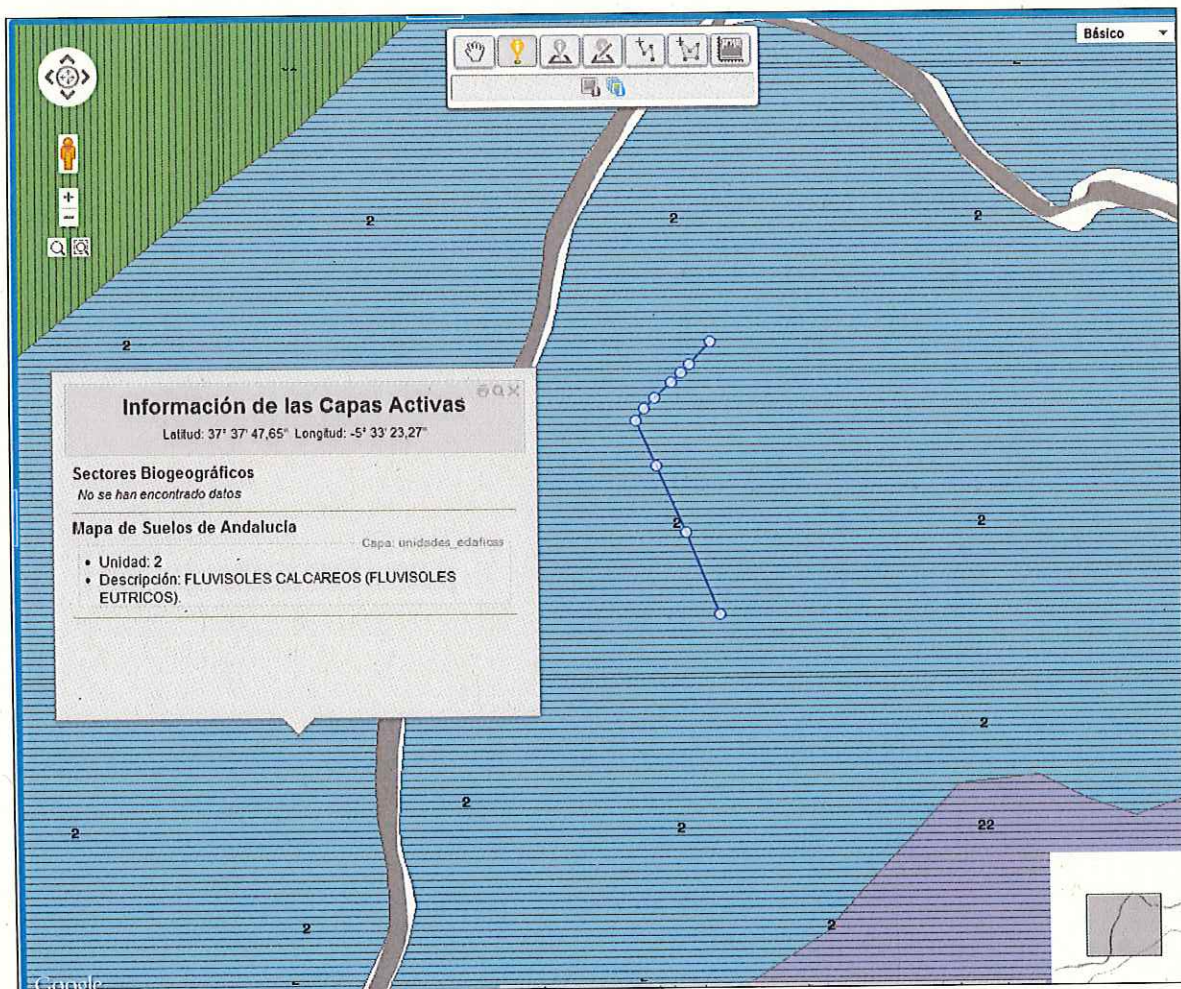 Básico
2
2
2
2
Información de las Capas Activas
Latitud: 37° 37' 47,65" Longitud: -5° 33' 23,27"
Sectores Biogeográficos
No se han encontrado datos
Mapa de Suelos de Andalucía
Capa: unidades_edaficas
• Unidad: 2
• Descripción: FLUVISOLES CALCAREOS (FLUVISOLES
EUTRICOS).
2
2
2
2
2
2
22
2
2
Google